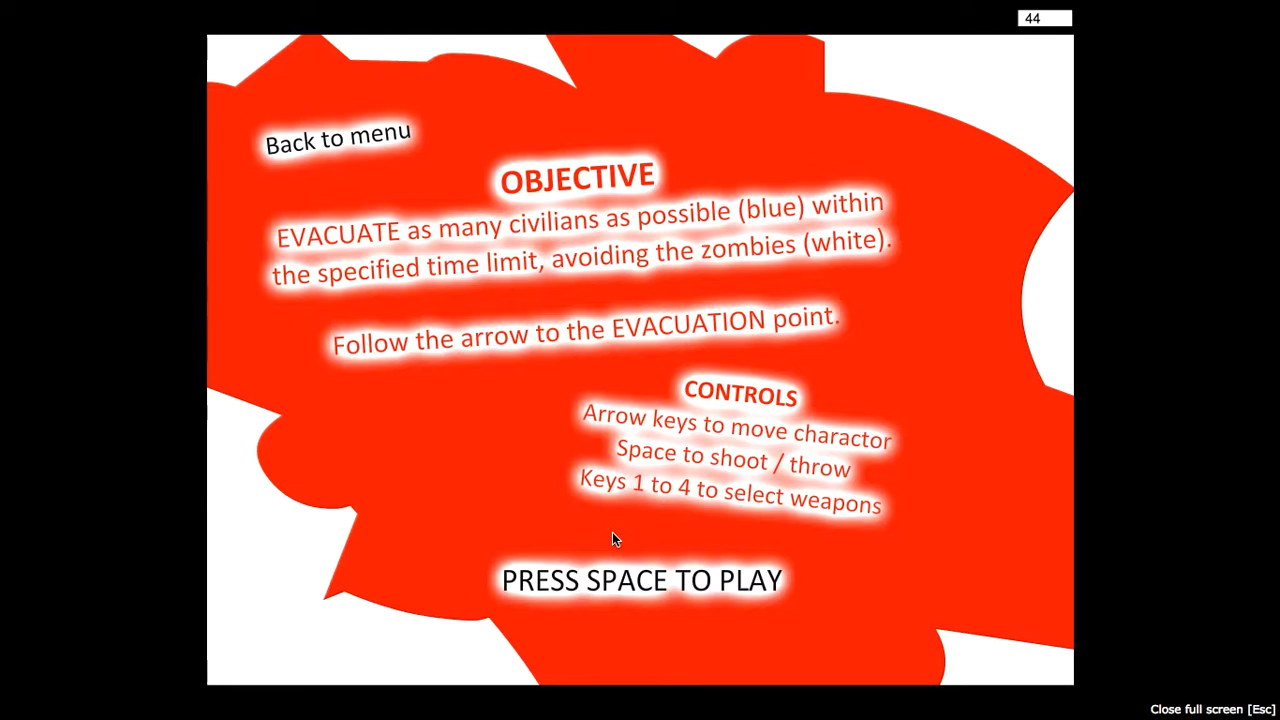 44
Back to menu
OBJECTIVE
EVACUATE as many civilians as possible (blue) within
the specified time limit, avoiding the zombies (white).
Follow the arrow to the EVACUATION point.
CONTROLS
Arrow keys to move charactor
Space to shoot / throw
Keys 1 to 4 to select weapons
PRESS SPACE TO PLAY
Close full screen [Esc]